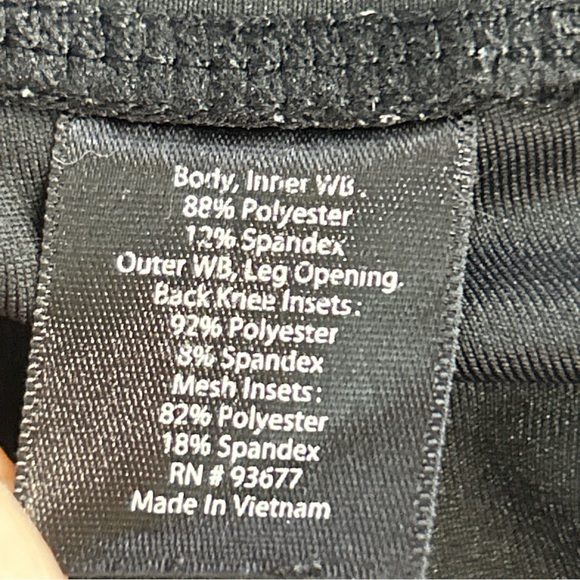 Body, Inner WB:
88% Polyester
12% Spandex
Outer WB, Leg Opening,
Back Knee Insets:
92% Polyester
8% Spandex
Mesh Insets:
82% Polyester
18% Spandex
RN # 93677
Made In Vietnam